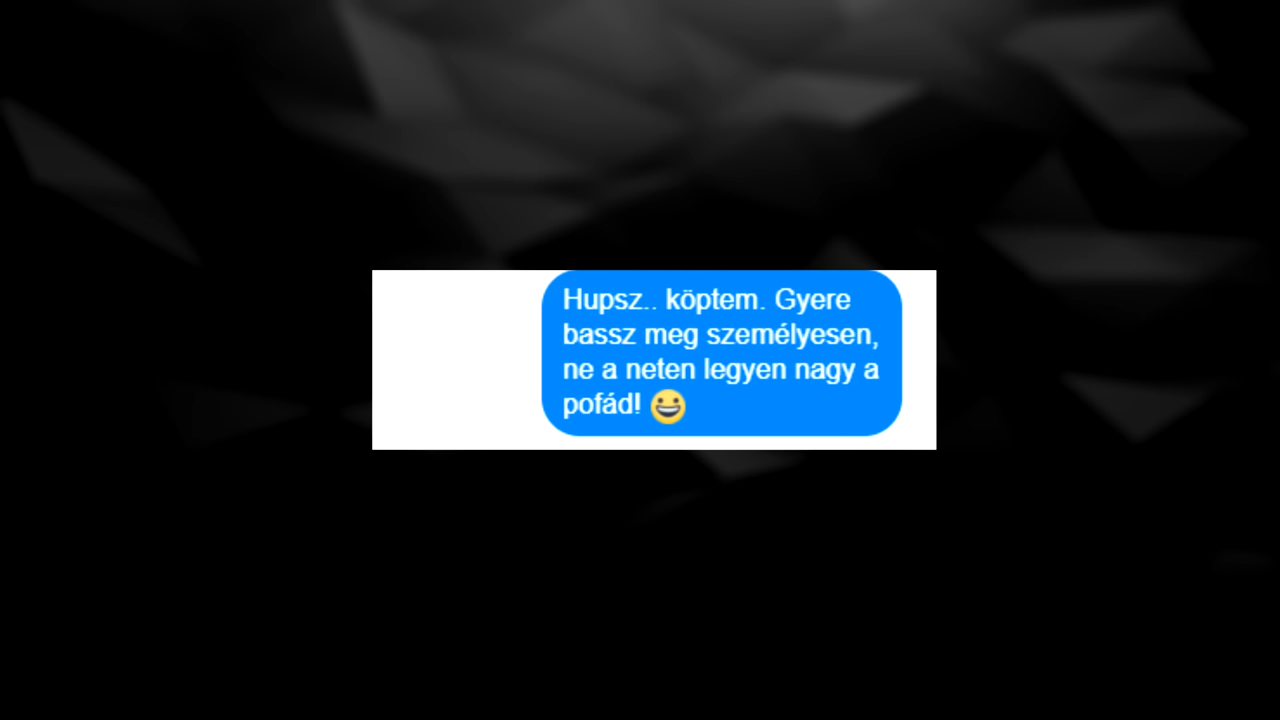 Hupsz.. köptem. Gyere
bassz meg személyesen,
ne a neten legyen nagy a
pofád! 😀